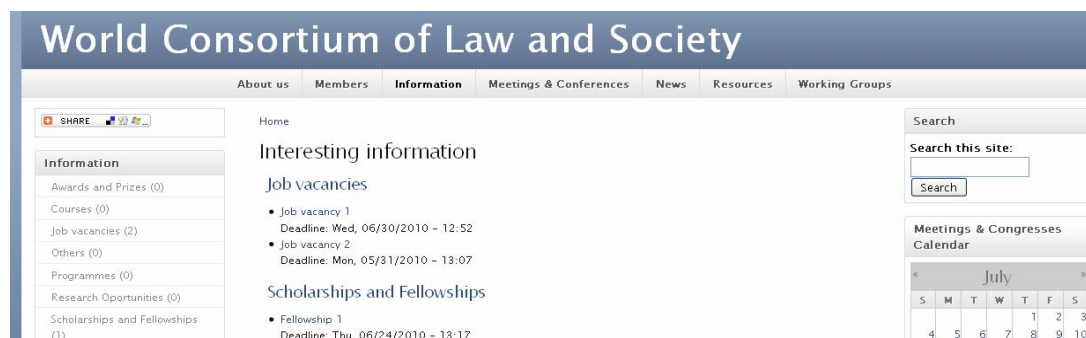 World Consortium of Law and Society
About us Members Information Meetings & Conferences News Resources Working Groups
SHARE
Information
Awards and Prizes (0)
Courses (0)
Job vacancies (2)
Others (0)
Programmes (0)
Research Oportunities (0)
Scholarships and Fellowships
(1)
Home
Interesting information
Job vacancies
Job vacancy 1
Deadline: Wed, 06/30/2010 - 12:52
Job vacancy 2
Deadline: Mon, 05/31/2010 - 13:07
Scholarships and Fellowships
Fellowship 1
Deadline: Thu, 06/24/2010 - 13:17
Search
Search this site:
Search
Meetings & Congresses
Calendar
« July »
S M T W T F S
1 2 3
4 5 6 7 8 9 10